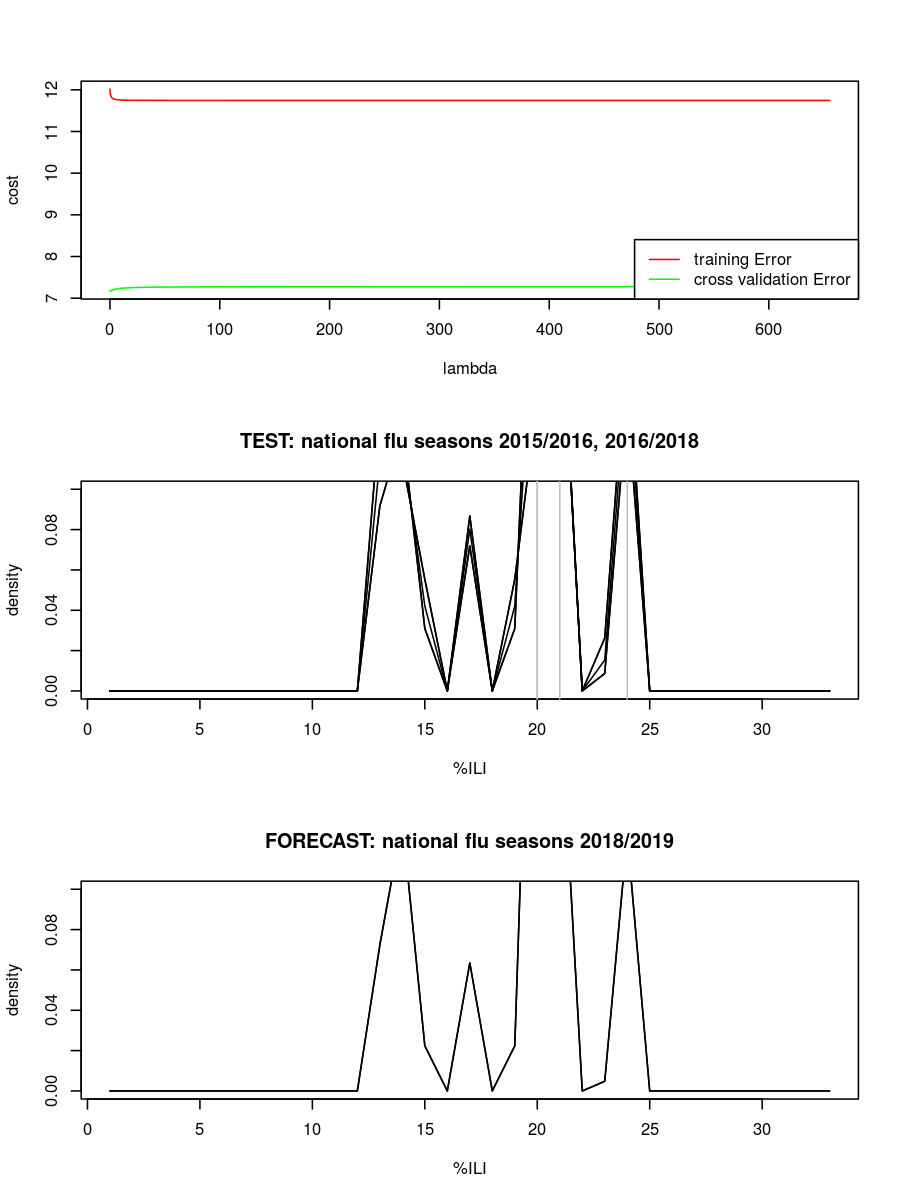 12
11
10
9
8
7
cost
training Error
cross validation Error
0 100 200 300 400 500 600
lambda
TEST: national flu seasons 2015/2016, 2016/2018
0.08
0.04
0.00
density
0 5 10 15 20 25 30
%ILI
FORECAST: national flu seasons 2018/2019
0.08
0.04
0.00
density
0 5 10 15 20 25 30
%ILI